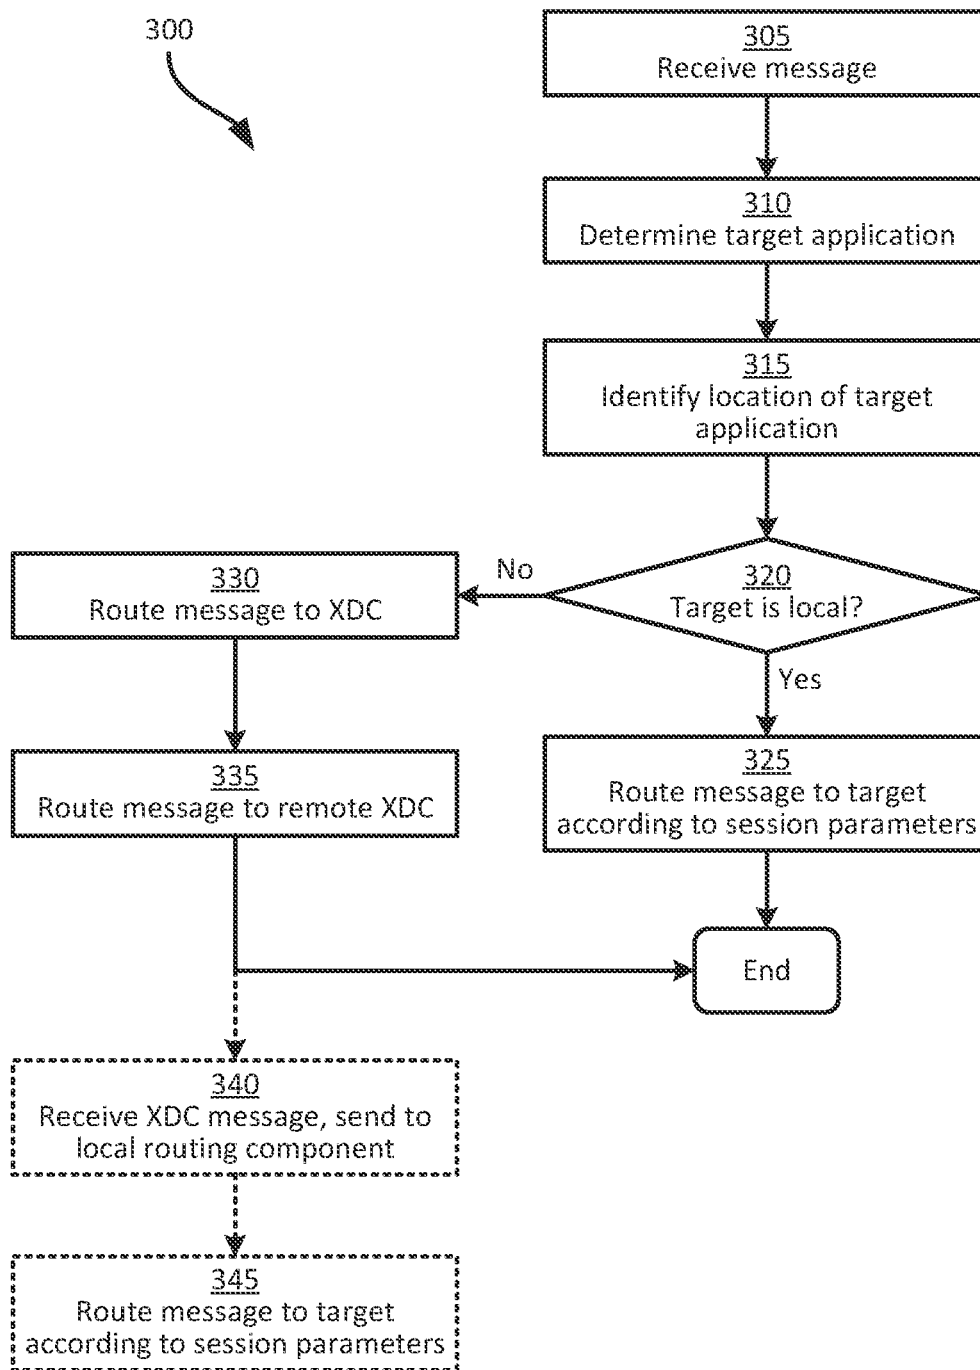 300
305
Receive message
310
Determine target application
315
Identify location of target
application
320
Target is local?
No
Yes
330
Route message to XDC
335
Route message to remote XDC
325
Route message to target
according to session parameters
End
340
Receive XDC message, send to
local routing component
345
Route message to target
according to session parameters